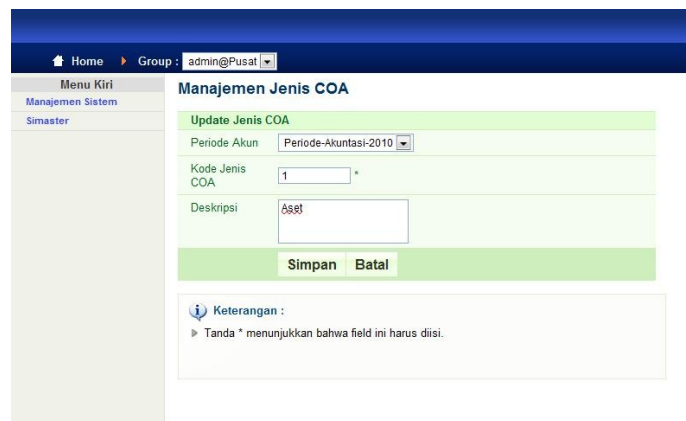 Home Group : admin@Pusat
Menu Kiri
Manajemen Sistem
Simaster
Manajemen Jenis COA
Update Jenis COA
Periode Akun Periode-Akuntasi-2010
Kode Jenis
COA
1 *
Deskripsi Aset
Simpan Batal
Keterangan :
Tanda * menunjukkan bahwa field ini harus diisi.